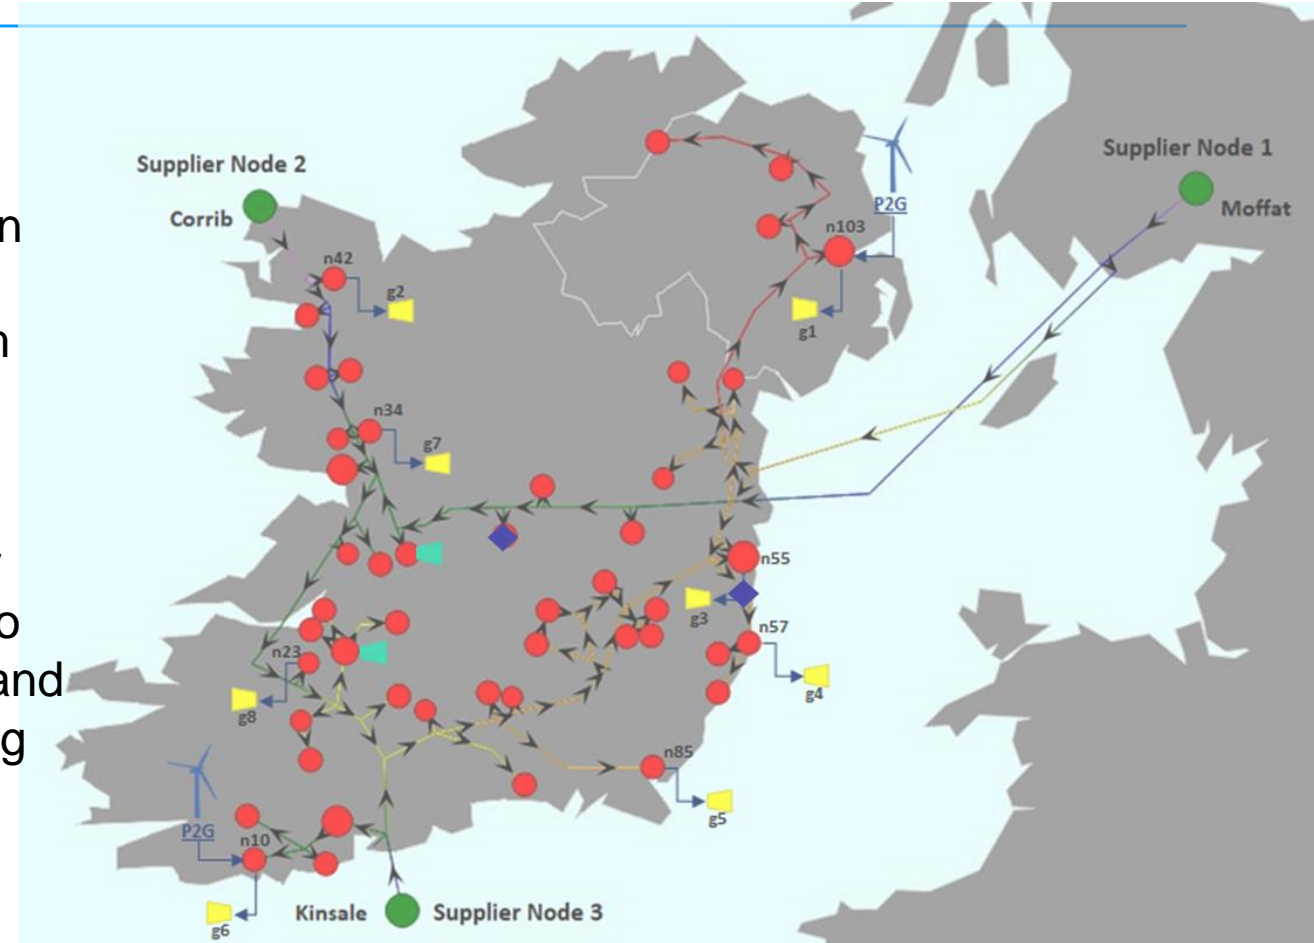 n
n
o
and
g
Supplier Node 2
Corrib
Supplier Node 1
Moffat
P2G
n103
g1
n42
g2
n34
g7
n55
g3
n57
g4
n23
g8
n85
g5
P2G
n10
g6
Kinsale
Supplier Node 3